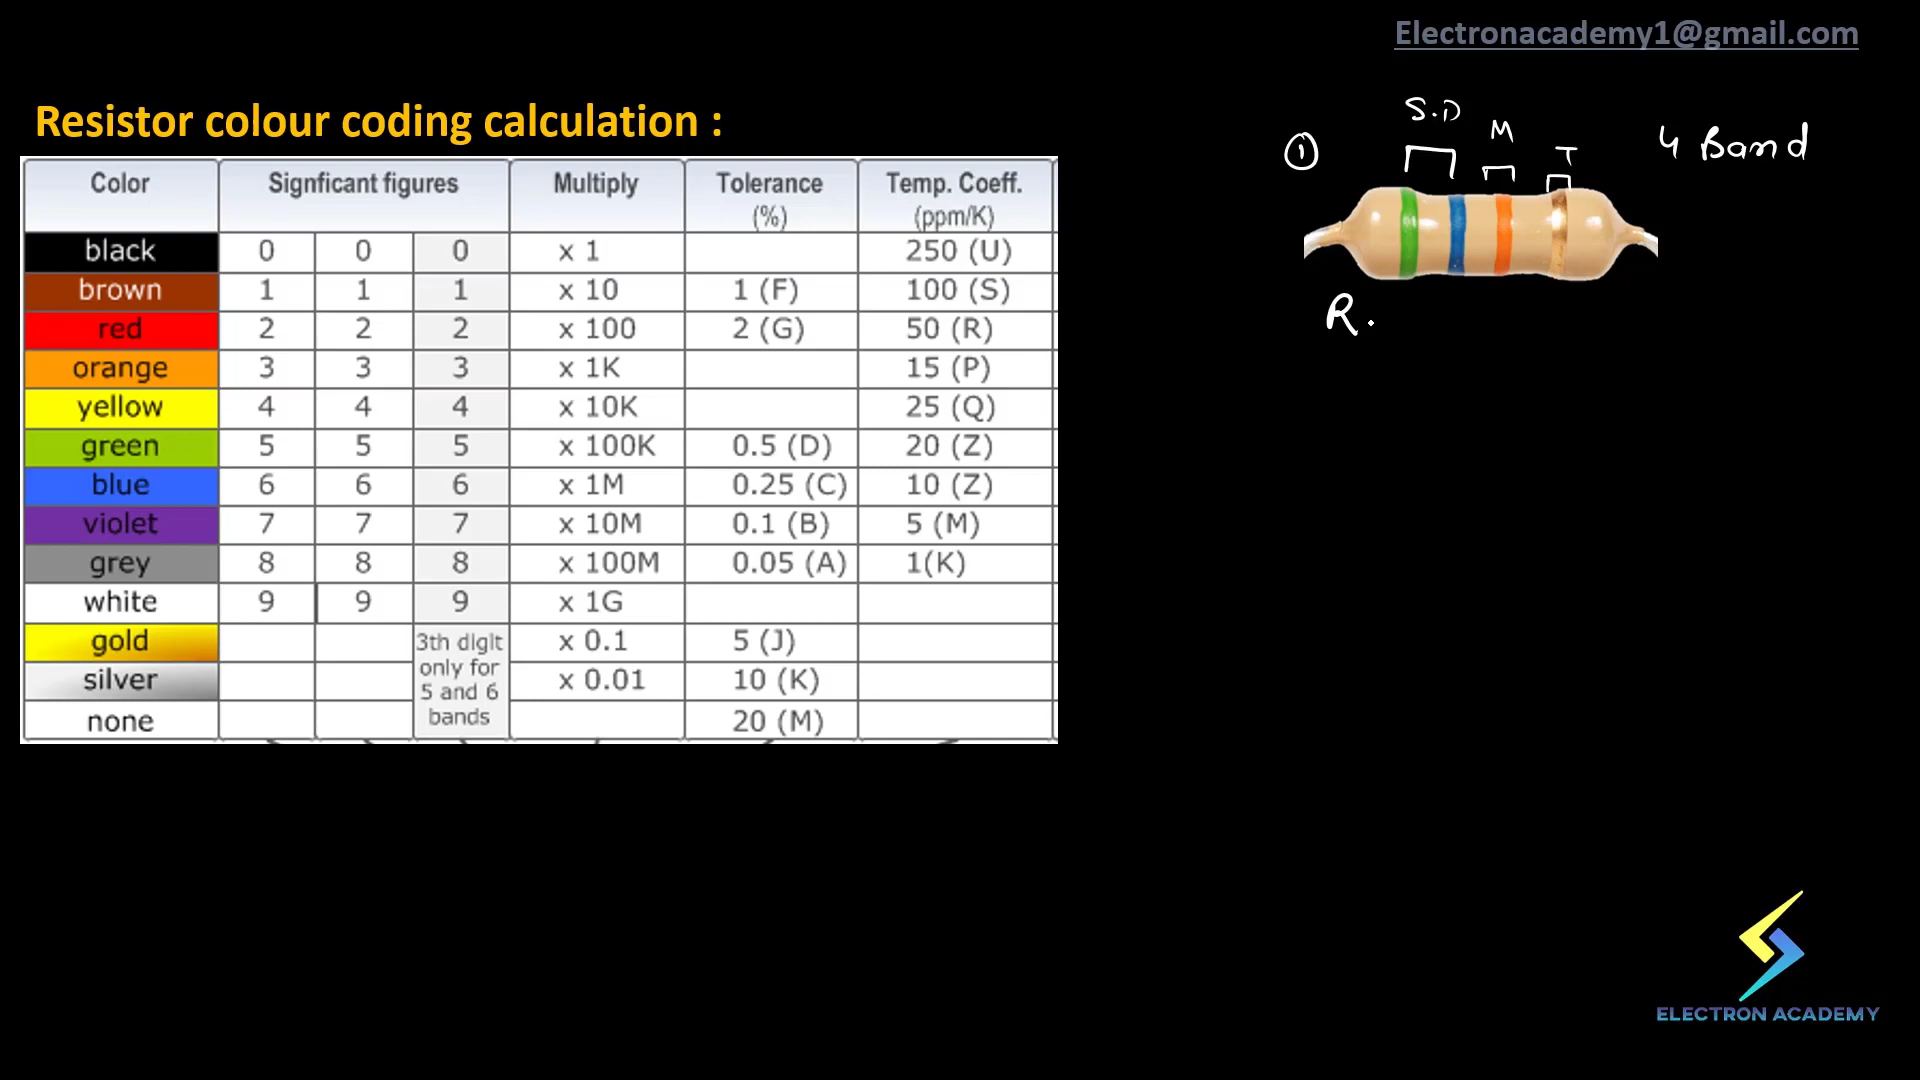 Electronacademy1@gmail.com
Resistor colour coding calculation :
Color Signficant figures Multiply Tolerance (%) Temp. Coeff. (ppm/K)
black 0 0 0 x 1 250 (U)
brown 1 1 1 x 10 1 (F) 100 (S)
red 2 2 2 x 100 2 (G) 50 (R)
orange 3 3 3 x 1K 15 (P)
yellow 4 4 4 x 10K 25 (Q)
green 5 5 5 x 100K 0.5 (D) 20 (Z)
blue 6 6 6 x 1M 0.25 (C) 10 (Z)
violet 7 7 7 x 10M 0.1 (B) 5 (M)
grey 8 8 8 x 100M 0.05 (A) 1(K)
white 9 9 9 x 1G
gold x 0.1 5 (J)
silver x 0.01 10 (K)
none 20 (M)
3th digit
only for
5 and 6
bands
① S.D M T 4 Band
R.
ELECTRON ACADEMY